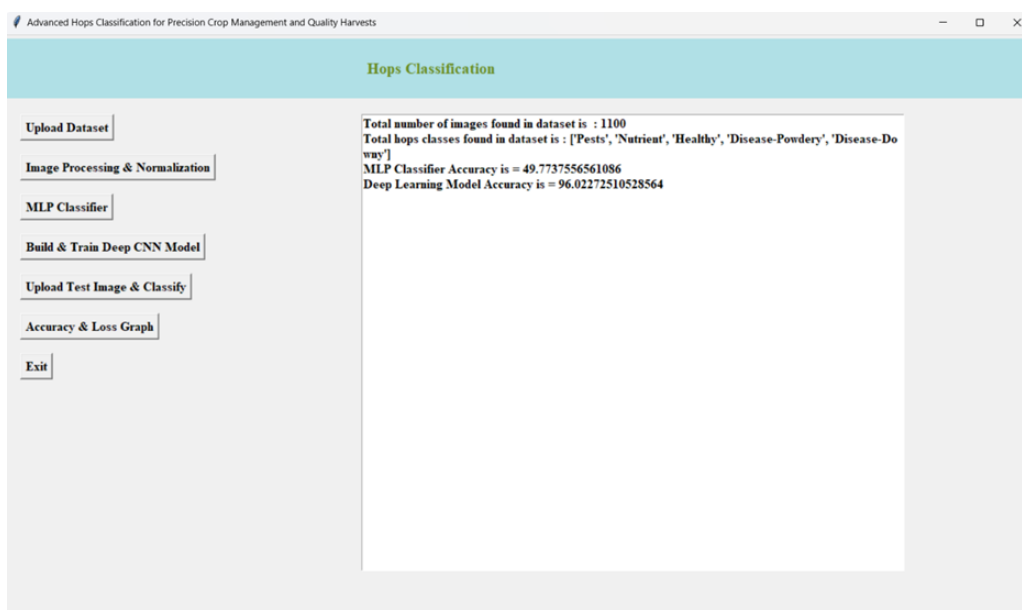 Advanced Hops Classification for Precision Crop Management and Quality Harvests
Hops Classification
Upload Dataset
Image Processing & Normalization
MLP Classifier
Build & Train Deep CNN Model
Upload Test Image & Classify
Accuracy & Loss Graph
Exit
Total number of images found in dataset is  : 1100
Total hops classes found in dataset is : ['Pests', 'Nutrient', 'Healthy', 'Disease-Powdery', 'Disease-Do
wny']
MLP Classifier Accuracy is = 49.7737556561086
Deep Learning Model Accuracy is = 96.02272510528564